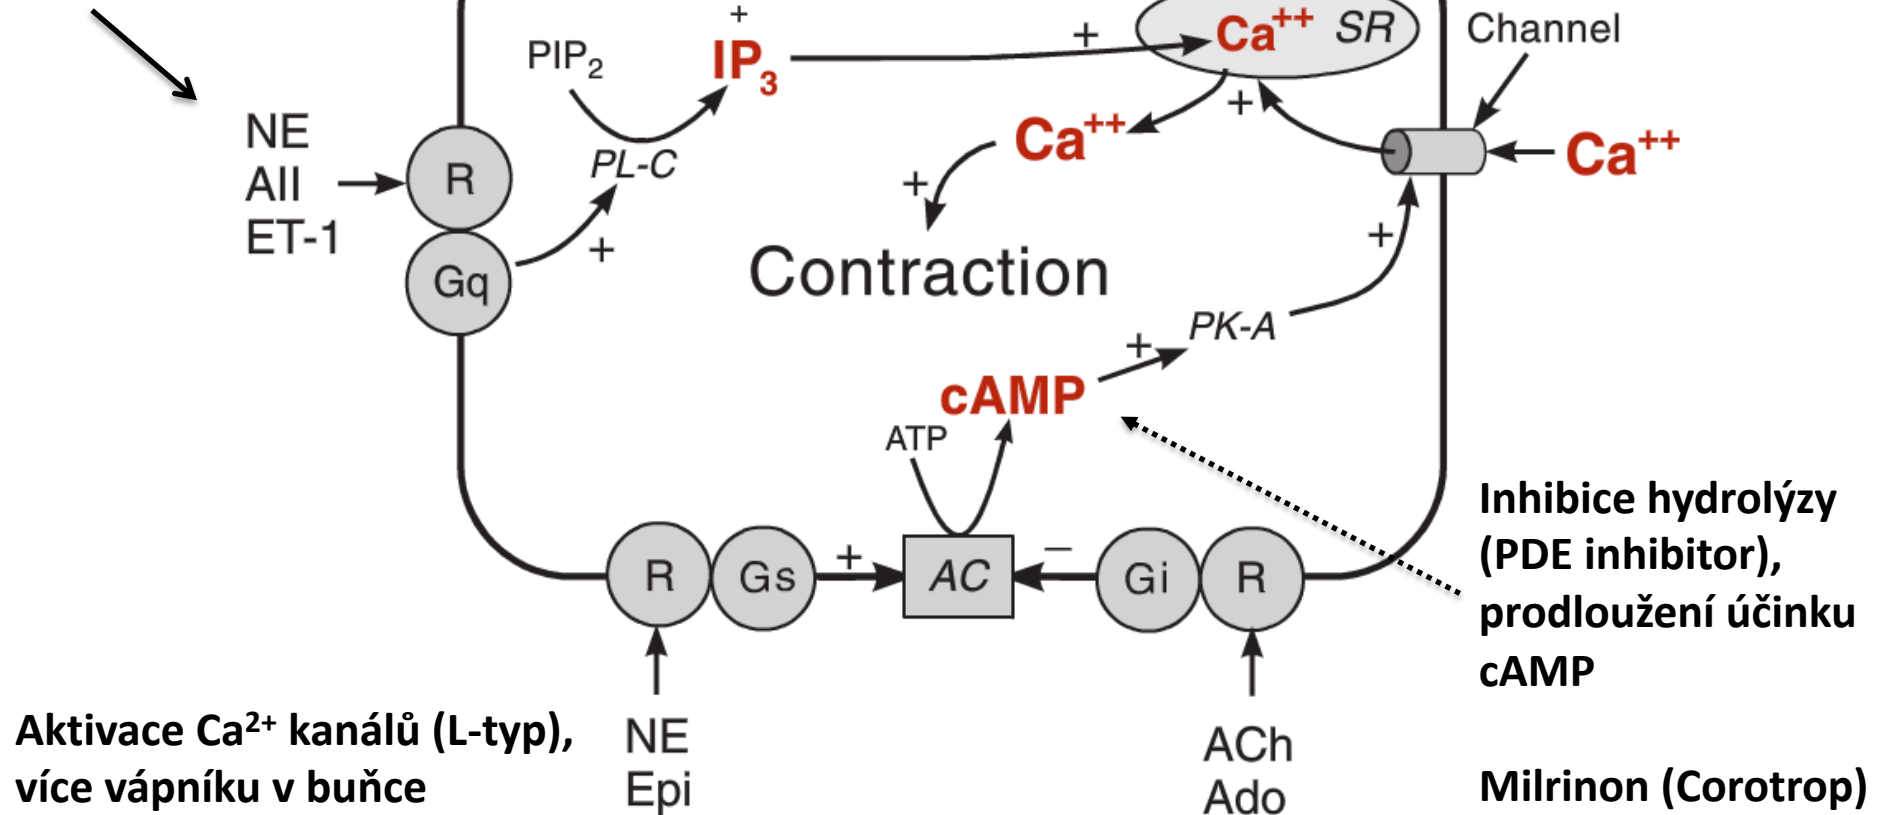 +
Ca⁺⁺ SR
Channel
PIP₂
IP₃
+
+
Ca⁺⁺
Ca⁺⁺
NE
AII
ET-1
R
PL-C
+
Gq
+
+
Contraction
PK-A
+
cAMP
ATP
Inhibice hydrolýzy
(PDE inhibitor),
prodloužení účinku
cAMP
R
Gs
+
AC
–
Gi
R
Aktivace Ca²⁺ kanálů (L-typ),
více vápníku v buňce
NE
Epi
ACh
Ado
Milrinon (Corotrop)